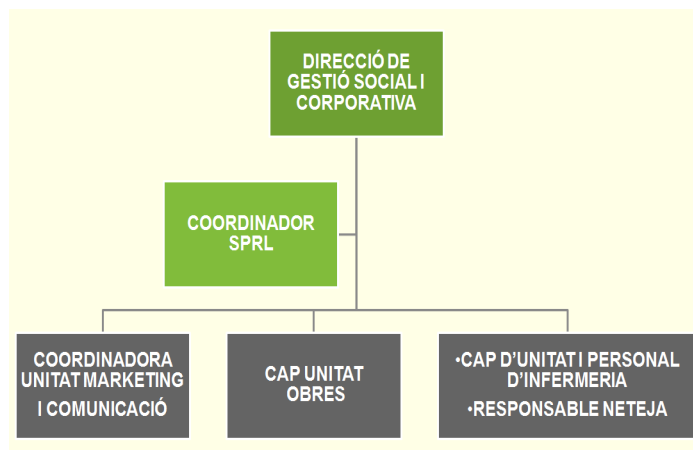 DIRECCIÓ DE
GESTIÓ SOCIAL I
CORPORATIVA
COORDINADOR
SPRL
COORDINADORA
UNITAT MARKETING
I COMUNICACIÓ
CAP UNITAT
OBRES
•CAP D'UNITAT I PERSONAL
D'INFERMERIA
•RESPONSABLE NETEJA